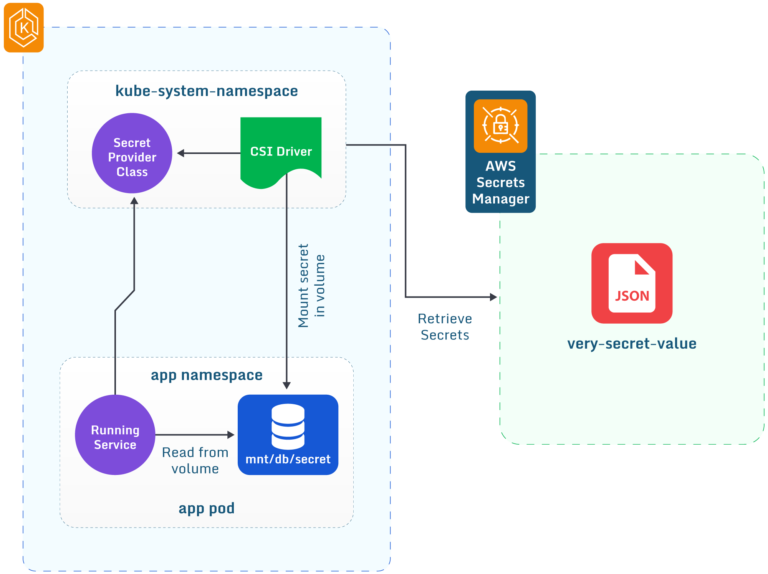 K
kube-system-namespace
Secret
Provider
Class
CSI Driver
AWS
Secrets
Manager
Mount secret
in volume
JSON
Retrieve
Secrets
very-secret-value
app namespace
Running
Service
Read from
volume
mnt/db/secret
app pod